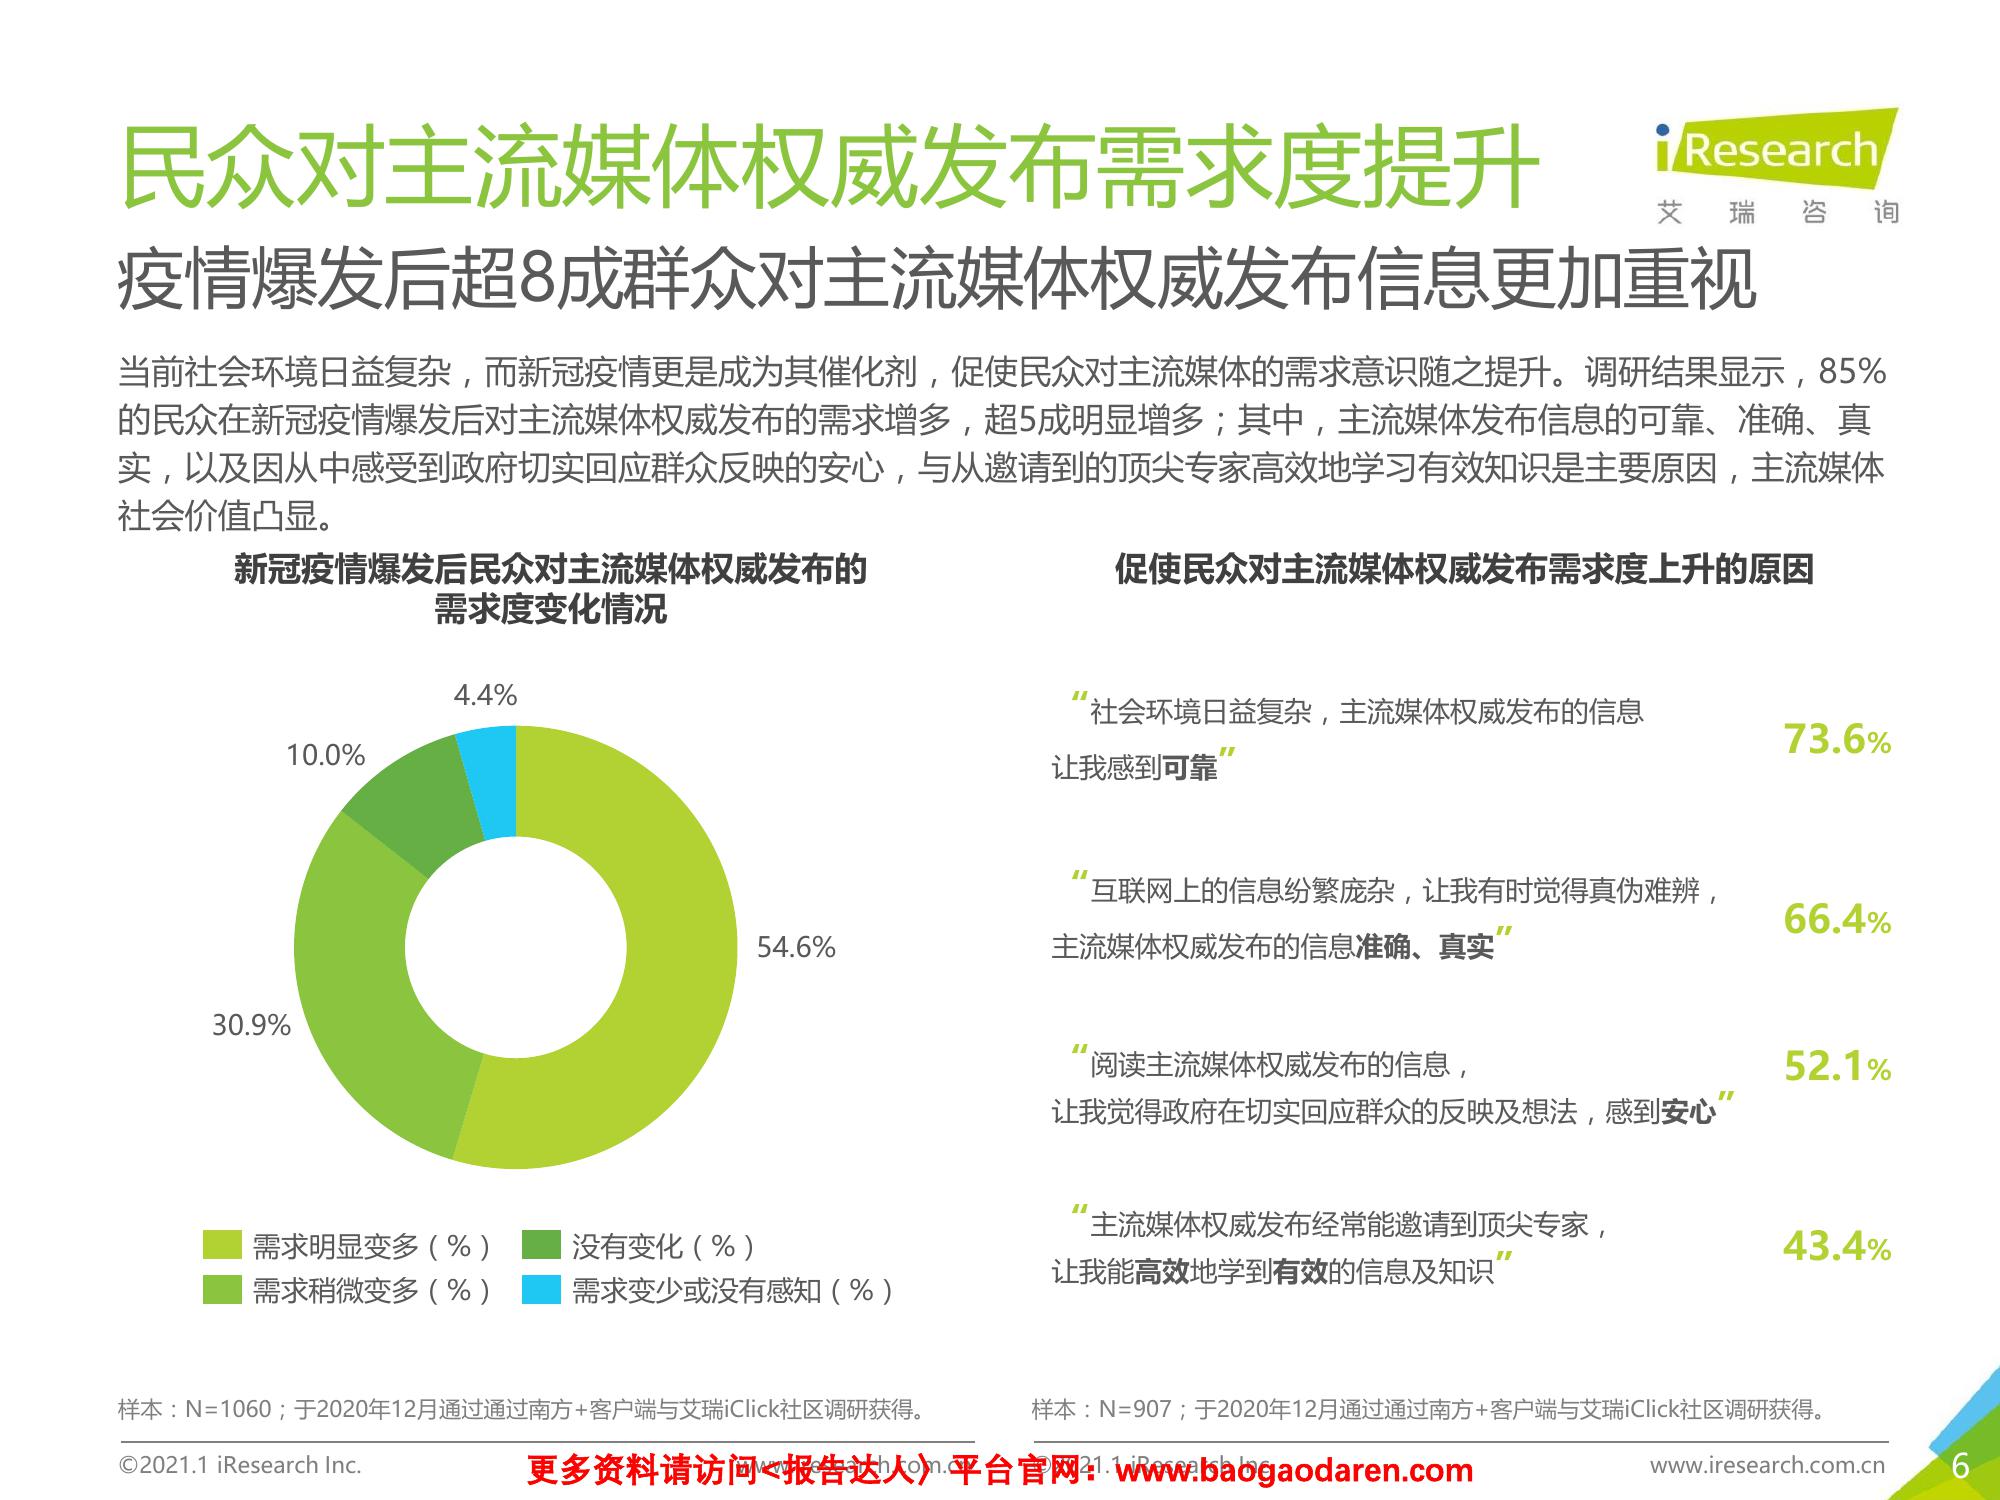 民众对主流媒体权威发布需求度提升
iResearch
艾瑞咨询
疫情爆发后超8成群众对主流媒体权威发布信息更加重视
当前社会环境日益复杂，而新冠疫情更是成为其催化剂，促使民众对主流媒体的需求意识随之提升。调研结果显示，85%
的民众在新冠疫情爆发后对主流媒体权威发布的需求增多，超5成明显增多；其中，主流媒体发布信息的可靠、准确、真
实，以及因从中感受到政府切实回应群众反映的安心，与从邀请到的顶尖专家高效地学习有效知识是主要原因，主流媒体
社会价值凸显。
新冠疫情爆发后民众对主流媒体权威发布的
需求度变化情况
4.4%
10.0%
54.6%
30.9%
需求明显变多（%）
没有变化（%）
需求稍微变多（%）
需求变少或没有感知（%）
样本：N=1060；于2020年12月通过通过南方+客户端与艾瑞iClick社区调研获得。
促使民众对主流媒体权威发布需求度上升的原因
“社会环境日益复杂，主流媒体权威发布的信息
让我感到可靠”
73.6%
“互联网上的信息纷繁庞杂，让我有时觉得真伪难辨，
主流媒体权威发布的信息准确、真实”
66.4%
“阅读主流媒体权威发布的信息，
让我觉得政府在切实回应群众的反映及想法，感到安心”
52.1%
“主流媒体权威发布经常能邀请到顶尖专家，
让我能高效地学到有效的信息及知识”
43.4%
样本：N=907；于2020年12月通过通过南方+客户端与艾瑞iClick社区调研获得。
©2021.1 iResearch Inc.
www.iresearch.com.cn
©2021.1 iResearch Inc.
www.iresearch.com.cn
更多资料请访问<报告达人〉平台官网：www.baogaodaren.com
6